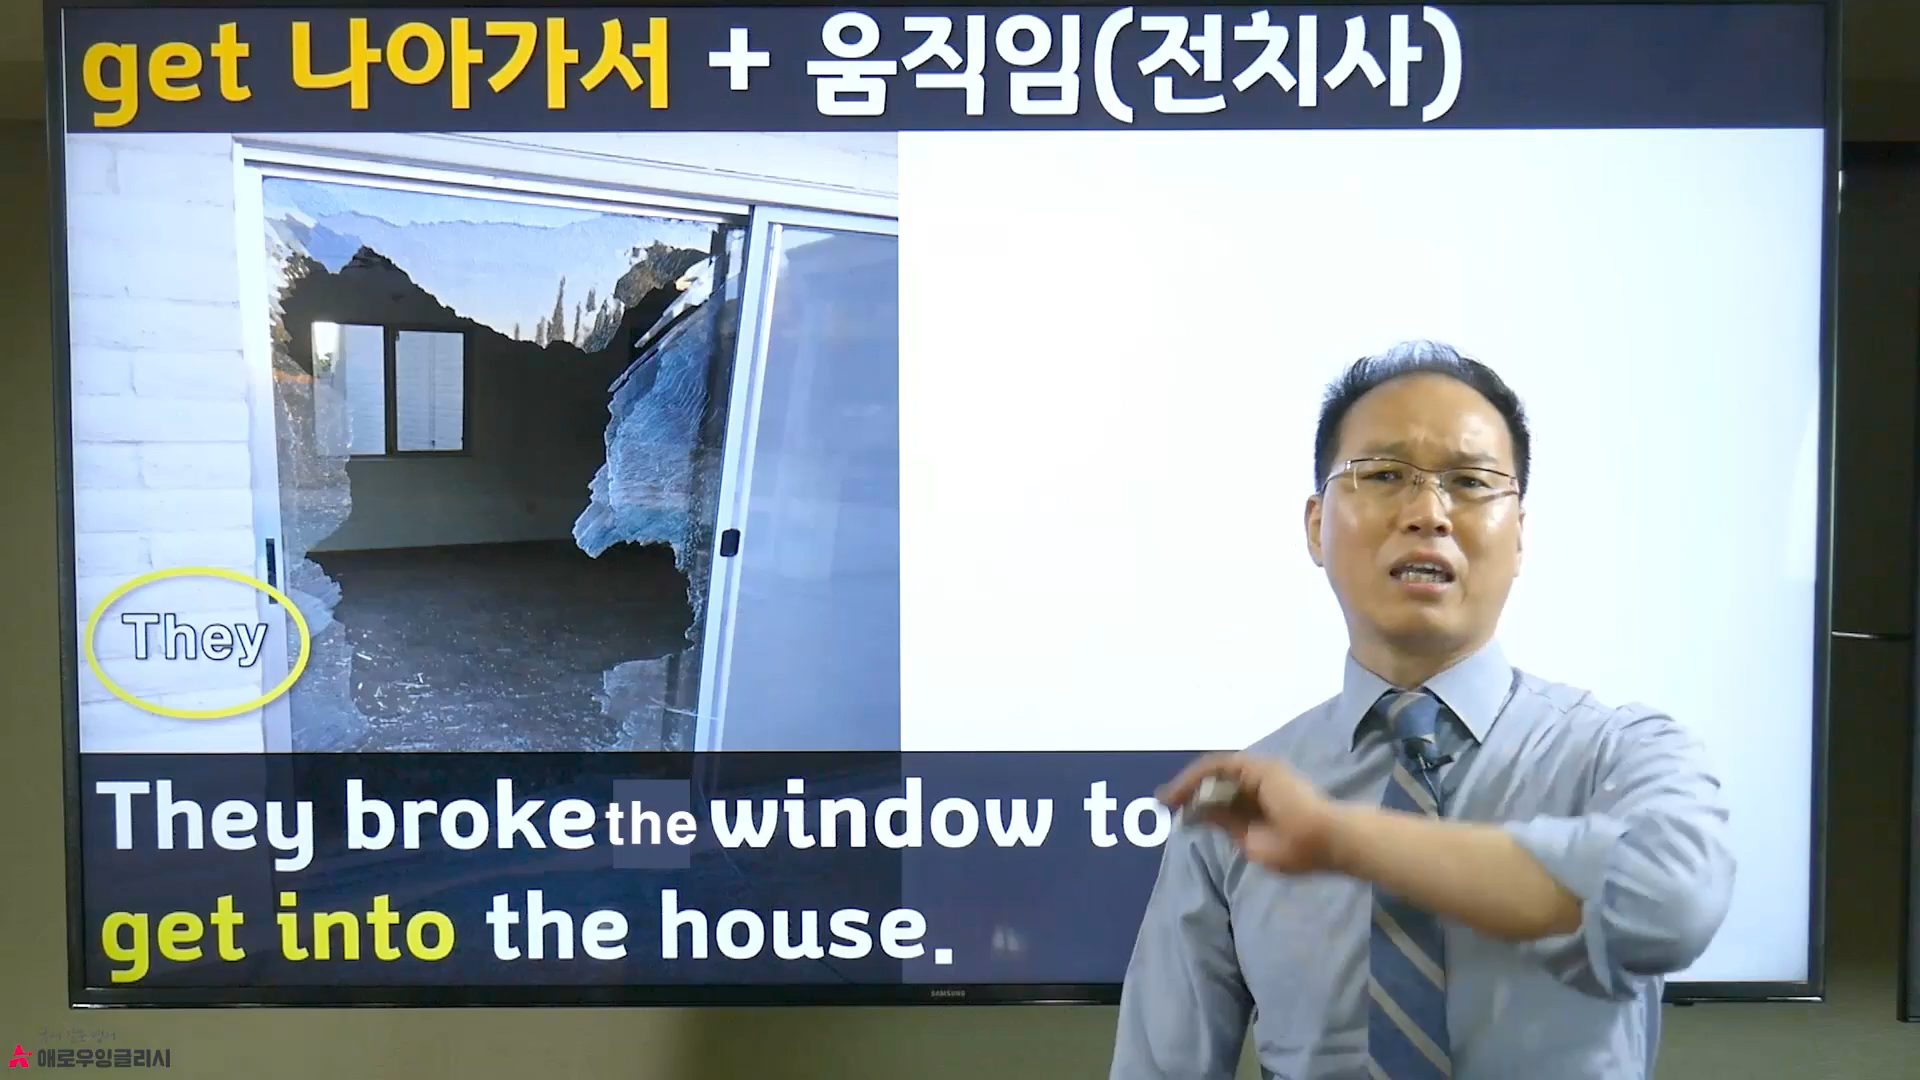 get 나아가서 + 움직임(전치사)
They
They broke the window to
get into the house.
SAMSUNG
애로우잉글리시